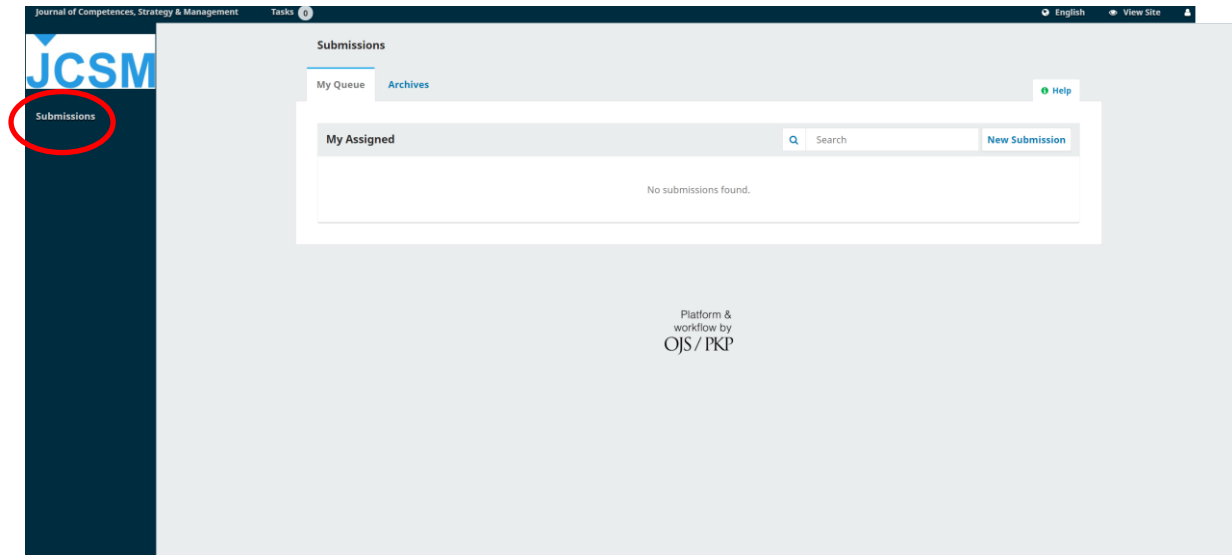 Journal of Competences, Strategy & Management Tasks 0 English View Site
JCSM
Submissions
Submissions
My Queue Archives
Help
My Assigned Search New Submission
No submissions found.
Platform &
workflow by
OJS / PKP